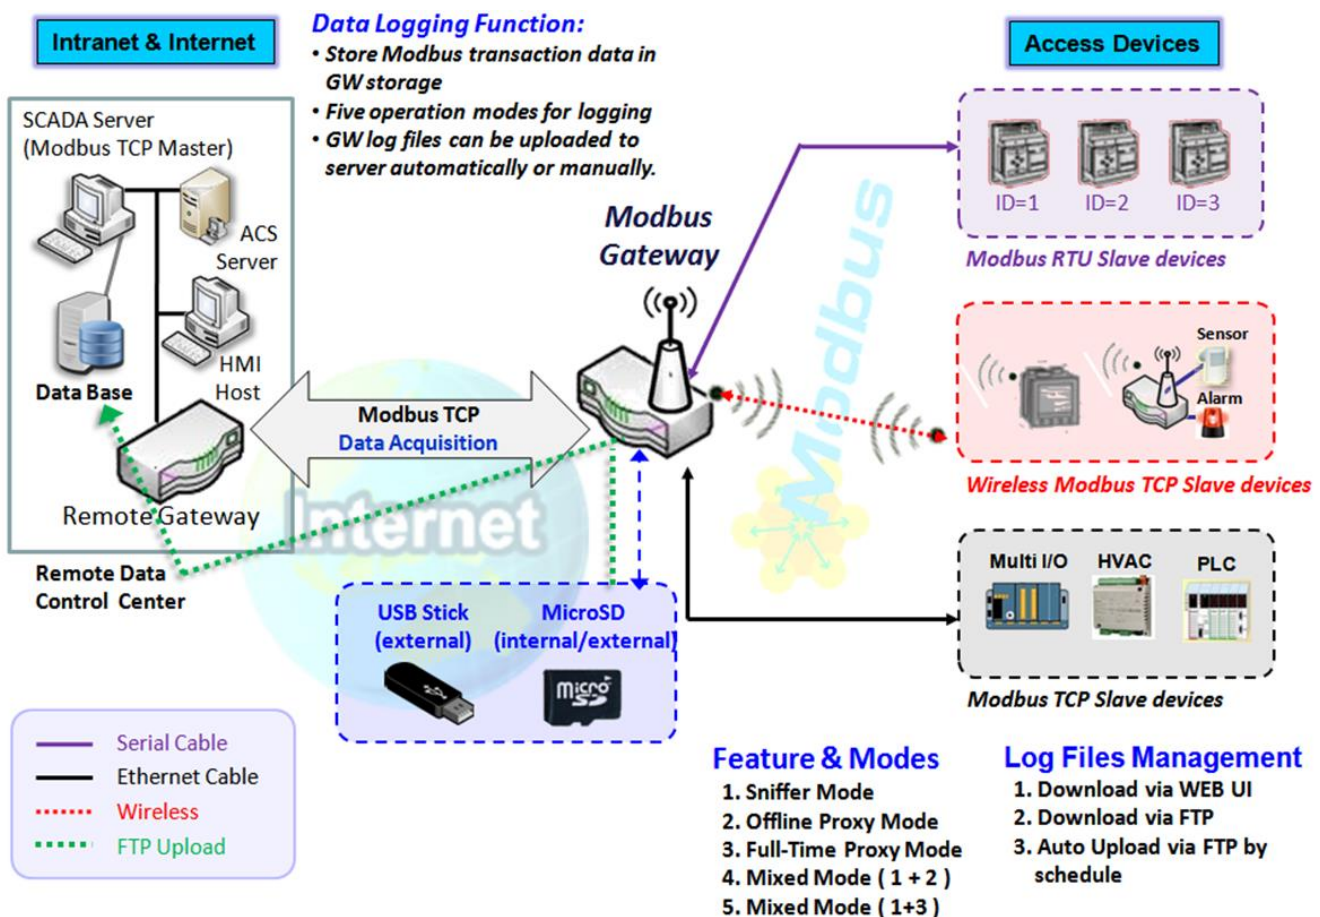 Intranet & Internet
Data Logging Function:
• Store Modbus transaction data in
GW storage
• Five operation modes for logging
• GW log files can be uploaded to
server automatically or manually.
Access Devices
SCADA Server
(Modbus TCP Master)
ACS
Server
HMI
Host
Data Base
Remote Gateway
Remote Data
Control Center
Modbus TCP
Data Acquisition
Internet
Modbus
Gateway
Modbus
ID=1
ID=2
ID=3
Modbus RTU Slave devices
Sensor
Alarm
Wireless Modbus TCP Slave devices
Multi I/O
HVAC
PLC
Modbus TCP Slave devices
USB Stick
(external)
MicroSD
(internal/external)
micro
SD
Serial Cable
Ethernet Cable
Wireless
FTP Upload
Feature & Modes
1. Sniffer Mode
2. Offline Proxy Mode
3. Full-Time Proxy Mode
4. Mixed Mode ( 1 + 2 )
5. Mixed Mode ( 1+3 )
Log Files Management
1. Download via WEB UI
2. Download via FTP
3. Auto Upload via FTP by
schedule